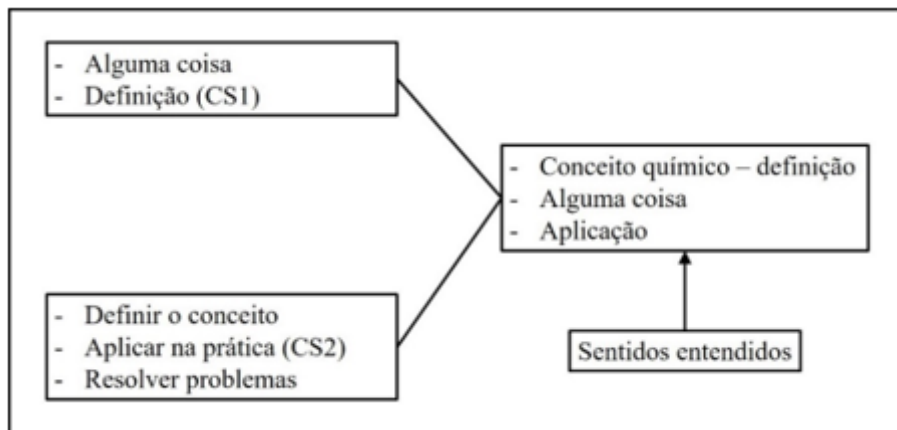 - Alguma coisa
- Definição (CS1)
- Conceito químico – definição
- Alguma coisa
- Aplicação
- Definir o conceito
- Aplicar na prática (CS2)
- Resolver problemas
Sentidos entendidos